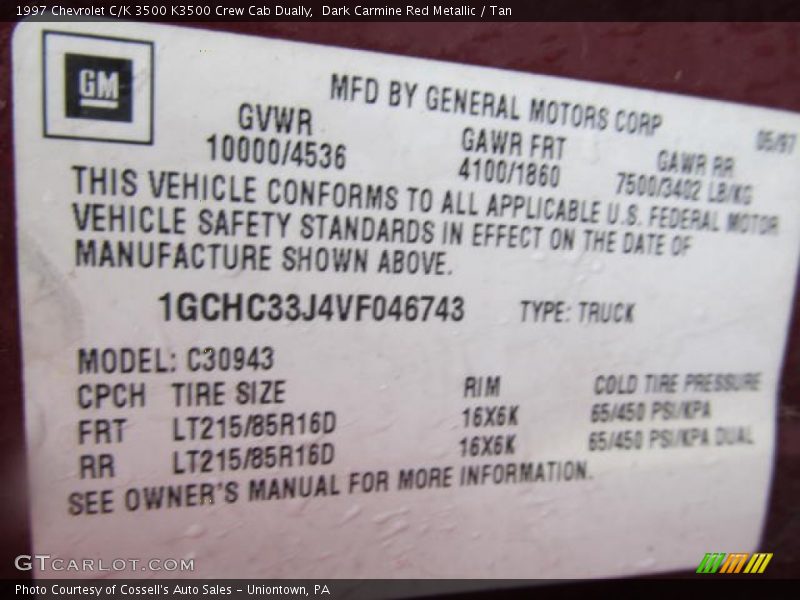 1997 Chevrolet C/K 3500 K3500 Crew Cab Dually,  Dark Carmine Red Metallic / Tan
GM
MFD BY GENERAL MOTORS CORP
05/97
GVWR GAWR FRT GAWR RR
10000/4536 4100/1860 7500/3402 LB/KG
THIS VEHICLE CONFORMS TO ALL APPLICABLE U.S. FEDERAL MOTOR
VEHICLE SAFETY STANDARDS IN EFFECT ON THE DATE OF
MANUFACTURE SHOWN ABOVE.
1GCHC33J4VF046743 TYPE: TRUCK
MODEL: C30943
CPCH TIRE SIZE RIM COLD TIRE PRESSURE
FRT LT215/85R16D 16X6K 65/450 PSI/KPA
RR LT215/85R16D 16X6K 65/450 PSI/KPA DUAL
SEE OWNER'S MANUAL FOR MORE INFORMATION.
GTCARLOT.COM
Photo Courtesy of Cossell's Auto Sales - Uniontown, PA